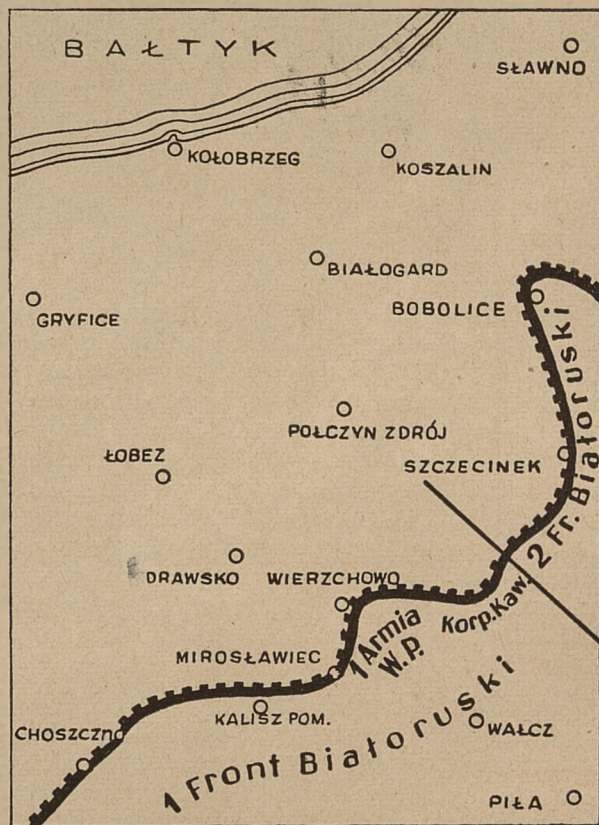 BAŁTYK
SŁAWNO
KOŁOBRZEG
KOSZALIN
BIAŁOGARD
GRYFICE
BOBOLICE
POŁCZYN ZDRÓJ
ŁOBEZ
SZCZECINEK
2 Fr. Białoruski
DRAWSKO
WIERZCHOWO
Korp.Kaw.
1 Armia
W.P.
MIROSŁAWIEC
KALISZ POM.
WAŁCZ
CHOSZCZNO
1 Front Białoruski
PIŁA